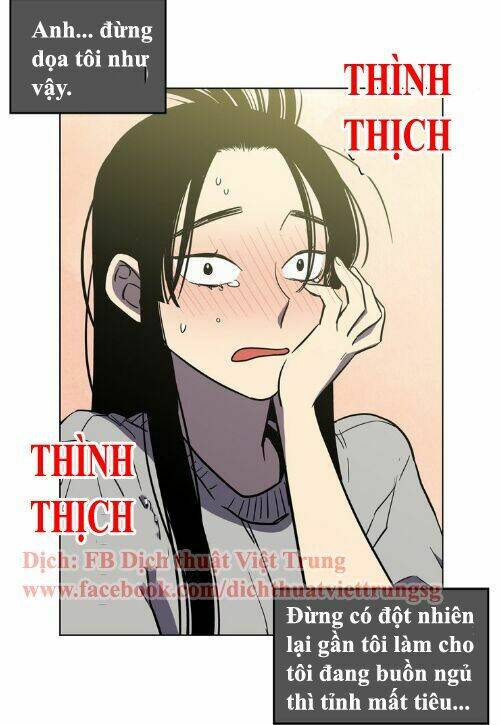 Anh... đừng
dọa tôi như
vậy.
THÌNH
THỊCH
THÌNH
THỊCH
Dịch: FB Dịch thuật Việt Trung
www.facebook.com/dichthuatviettrungsg
Đừng có đột nhiên
lại gần tôi làm cho
tôi đang buồn ngủ
thì tỉnh mất tiêu...